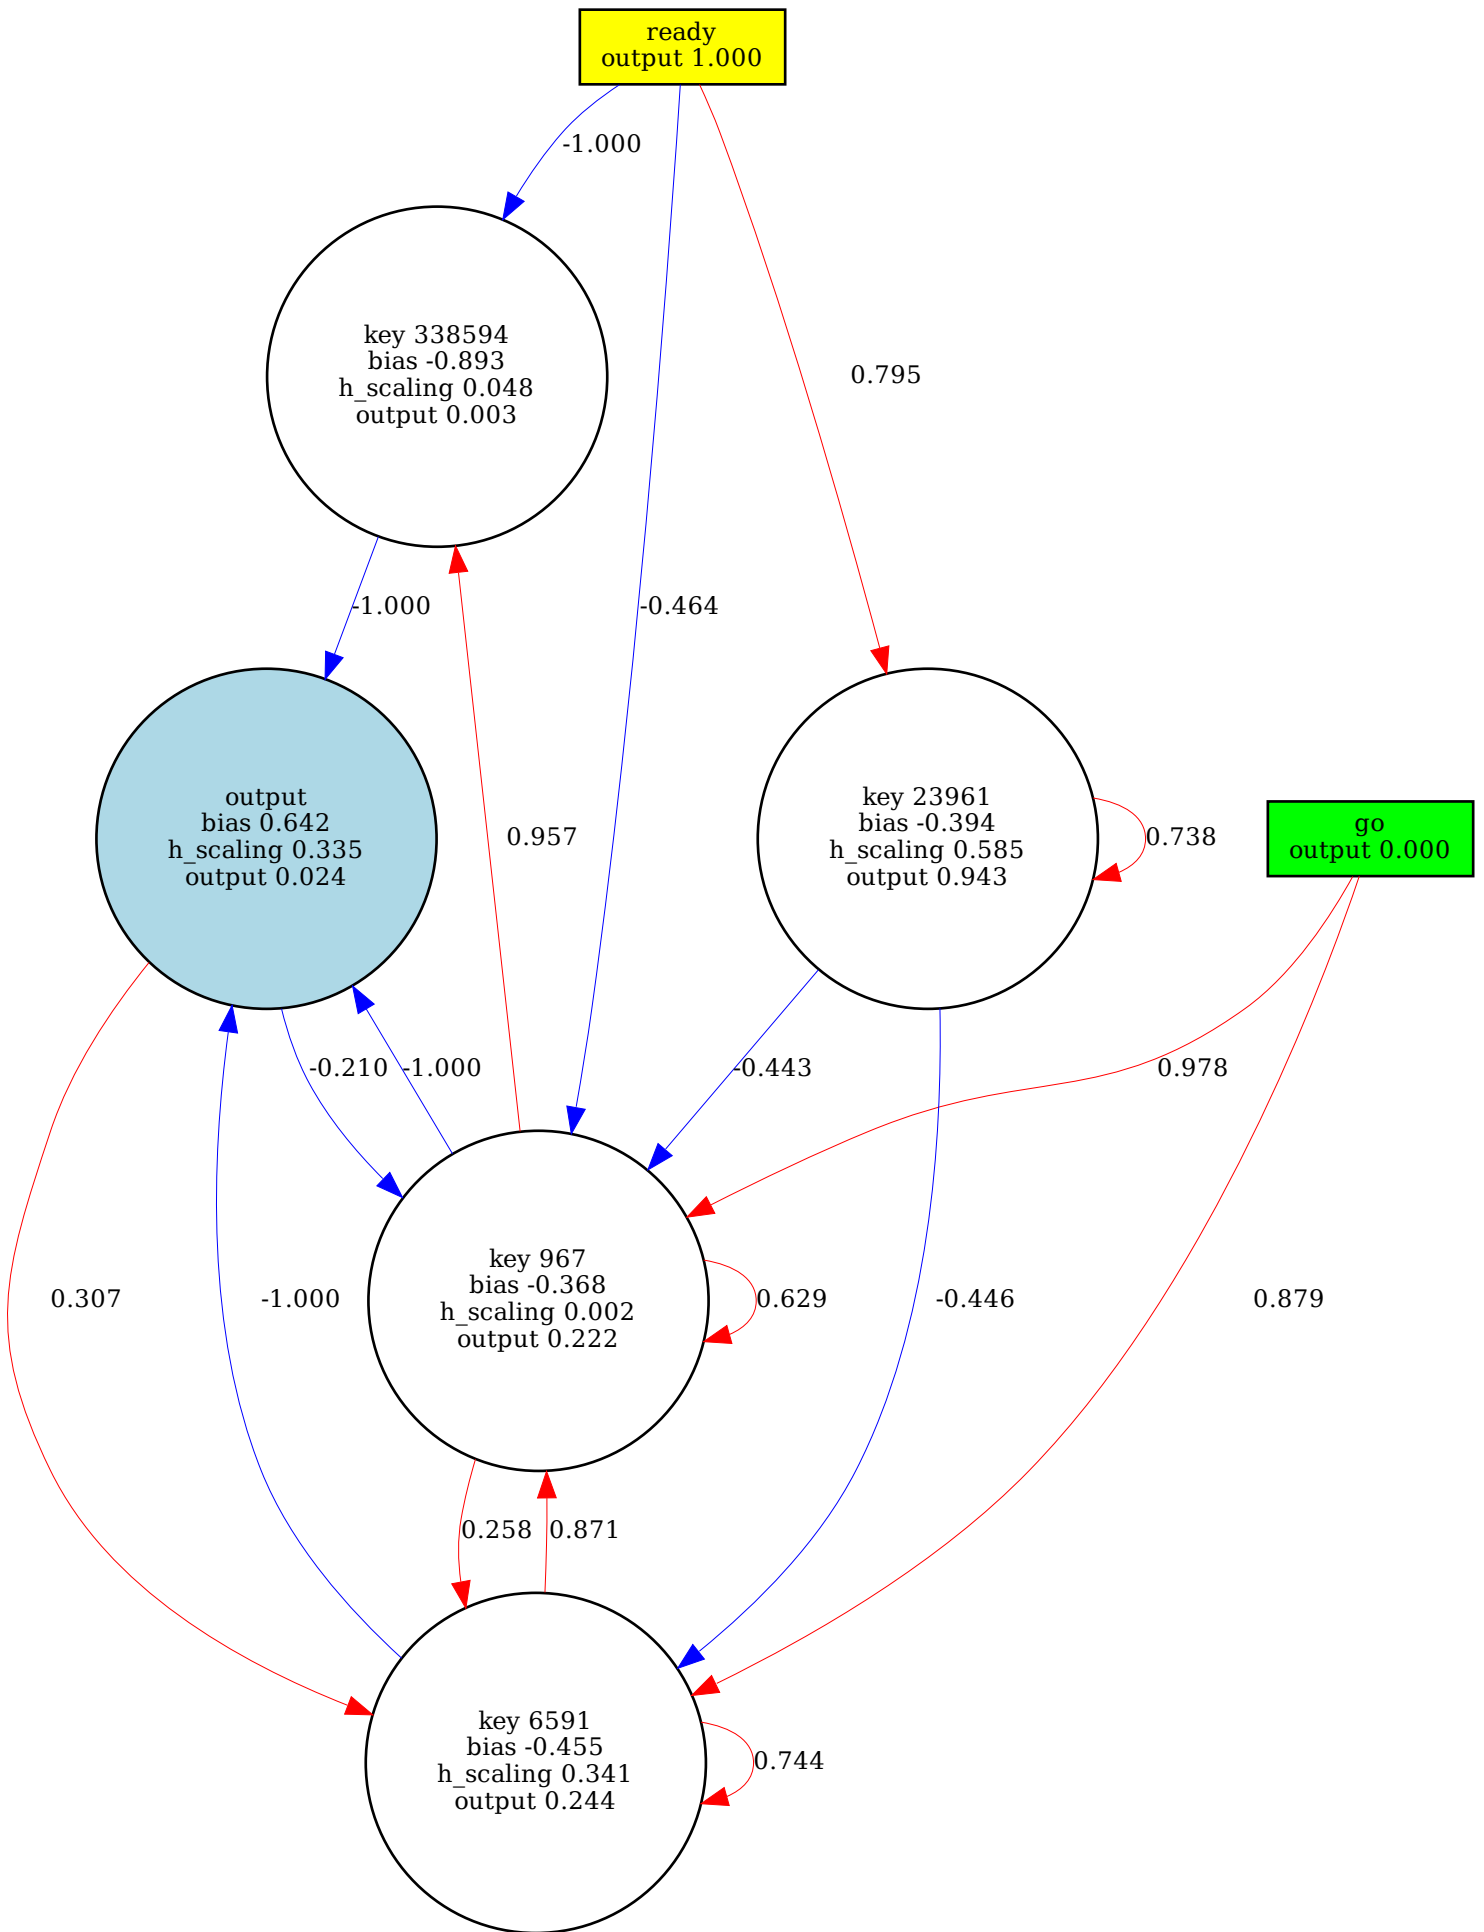 ready
output 1.000
-1.000
key 338594
bias -0.893
h_scaling 0.048
output 0.003
0.795
-1.000
-0.464
output
bias 0.642
h_scaling 0.335
output 0.024
0.957
key 23961
bias -0.394
h_scaling 0.585
output 0.943
0.738
go
output 0.000
-0.210
-1.000
-0.443
0.978
0.307
-1.000
key 967
bias -0.368
h_scaling 0.002
output 0.222
0.629
-0.446
0.879
0.258
0.871
key 6591
bias -0.455
h_scaling 0.341
output 0.244
0.744